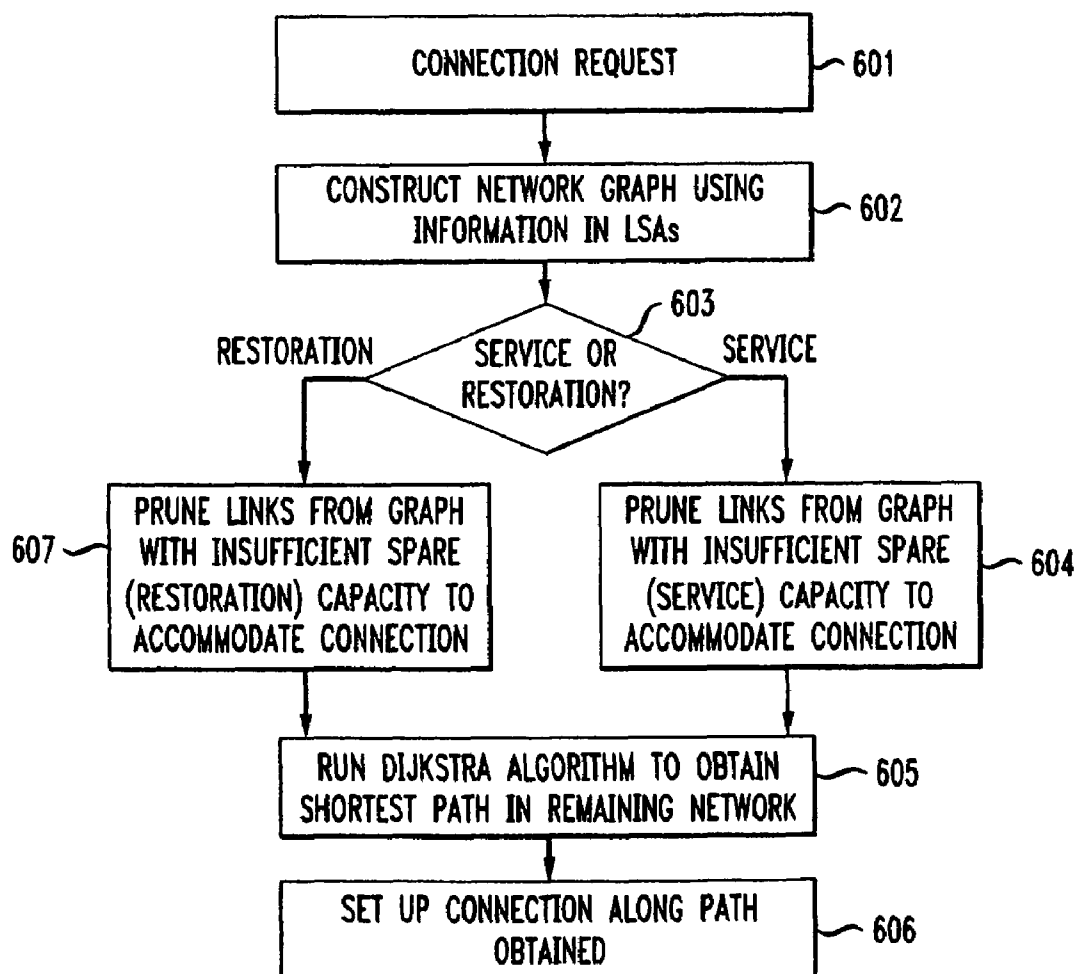 CONNECTION REQUEST
601
CONSTRUCT NETWORK GRAPH USING
INFORMATION IN LSAs
602
603
RESTORATION
SERVICE OR
RESTORATION?
SERVICE
607
PRUNE LINKS FROM GRAPH
WITH INSUFFICIENT SPARE
(RESTORATION) CAPACITY TO
ACCOMMODATE CONNECTION
PRUNE LINKS FROM GRAPH
WITH INSUFFICIENT SPARE
(SERVICE) CAPACITY TO
ACCOMMODATE CONNECTION
604
RUN DIJKSTRA ALGORITHM TO OBTAIN
SHORTEST PATH IN REMAINING NETWORK
605
SET UP CONNECTION ALONG PATH
OBTAINED
606